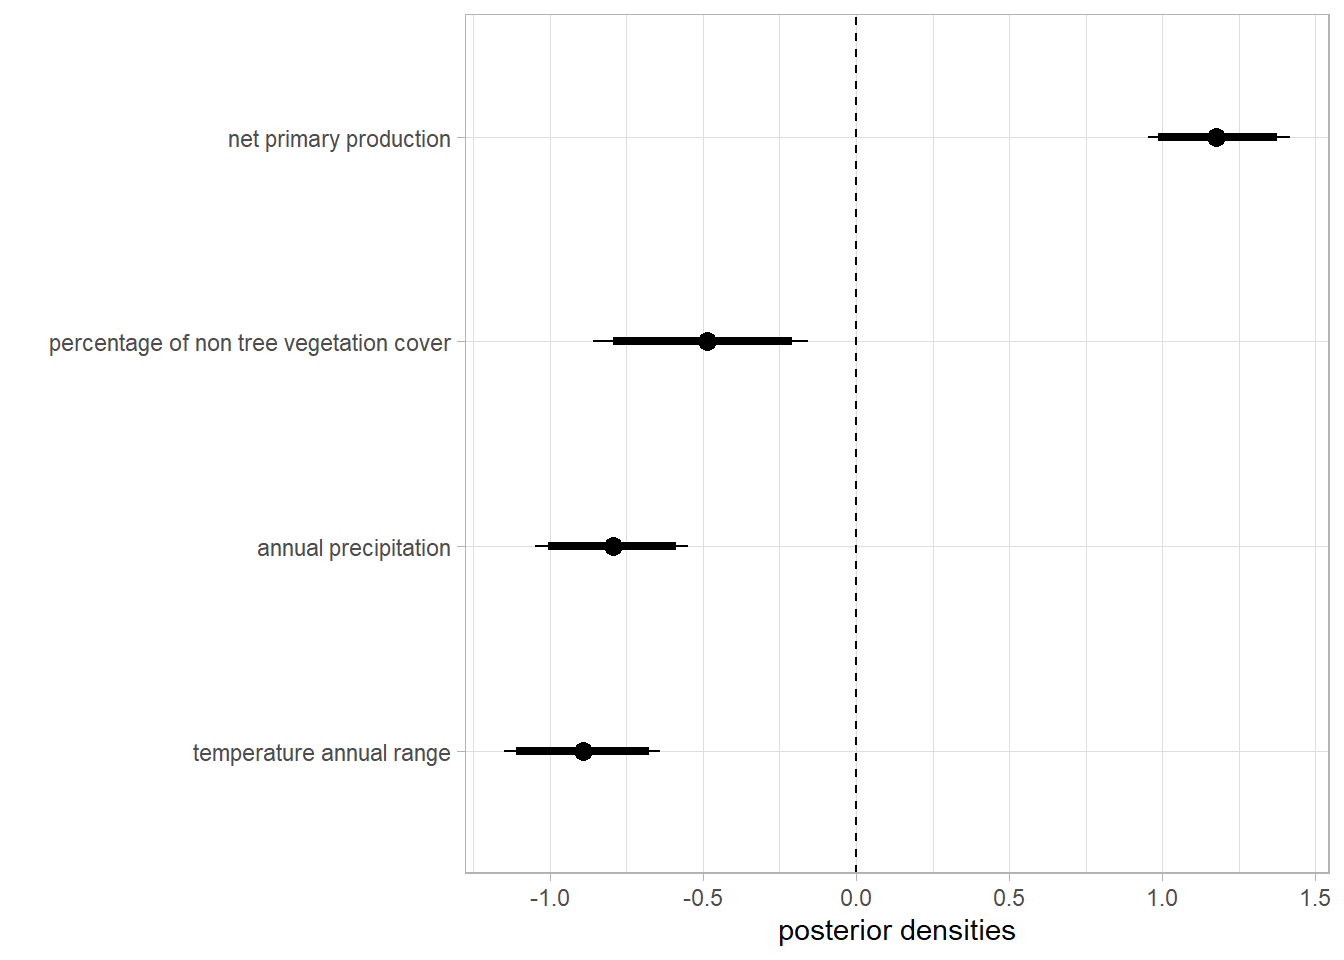 net primary production
percentage of non tree vegetation cover
annual precipitation
temperature annual range
-1.0 -0.5 0.0 0.5 1.0 1.5
posterior densities